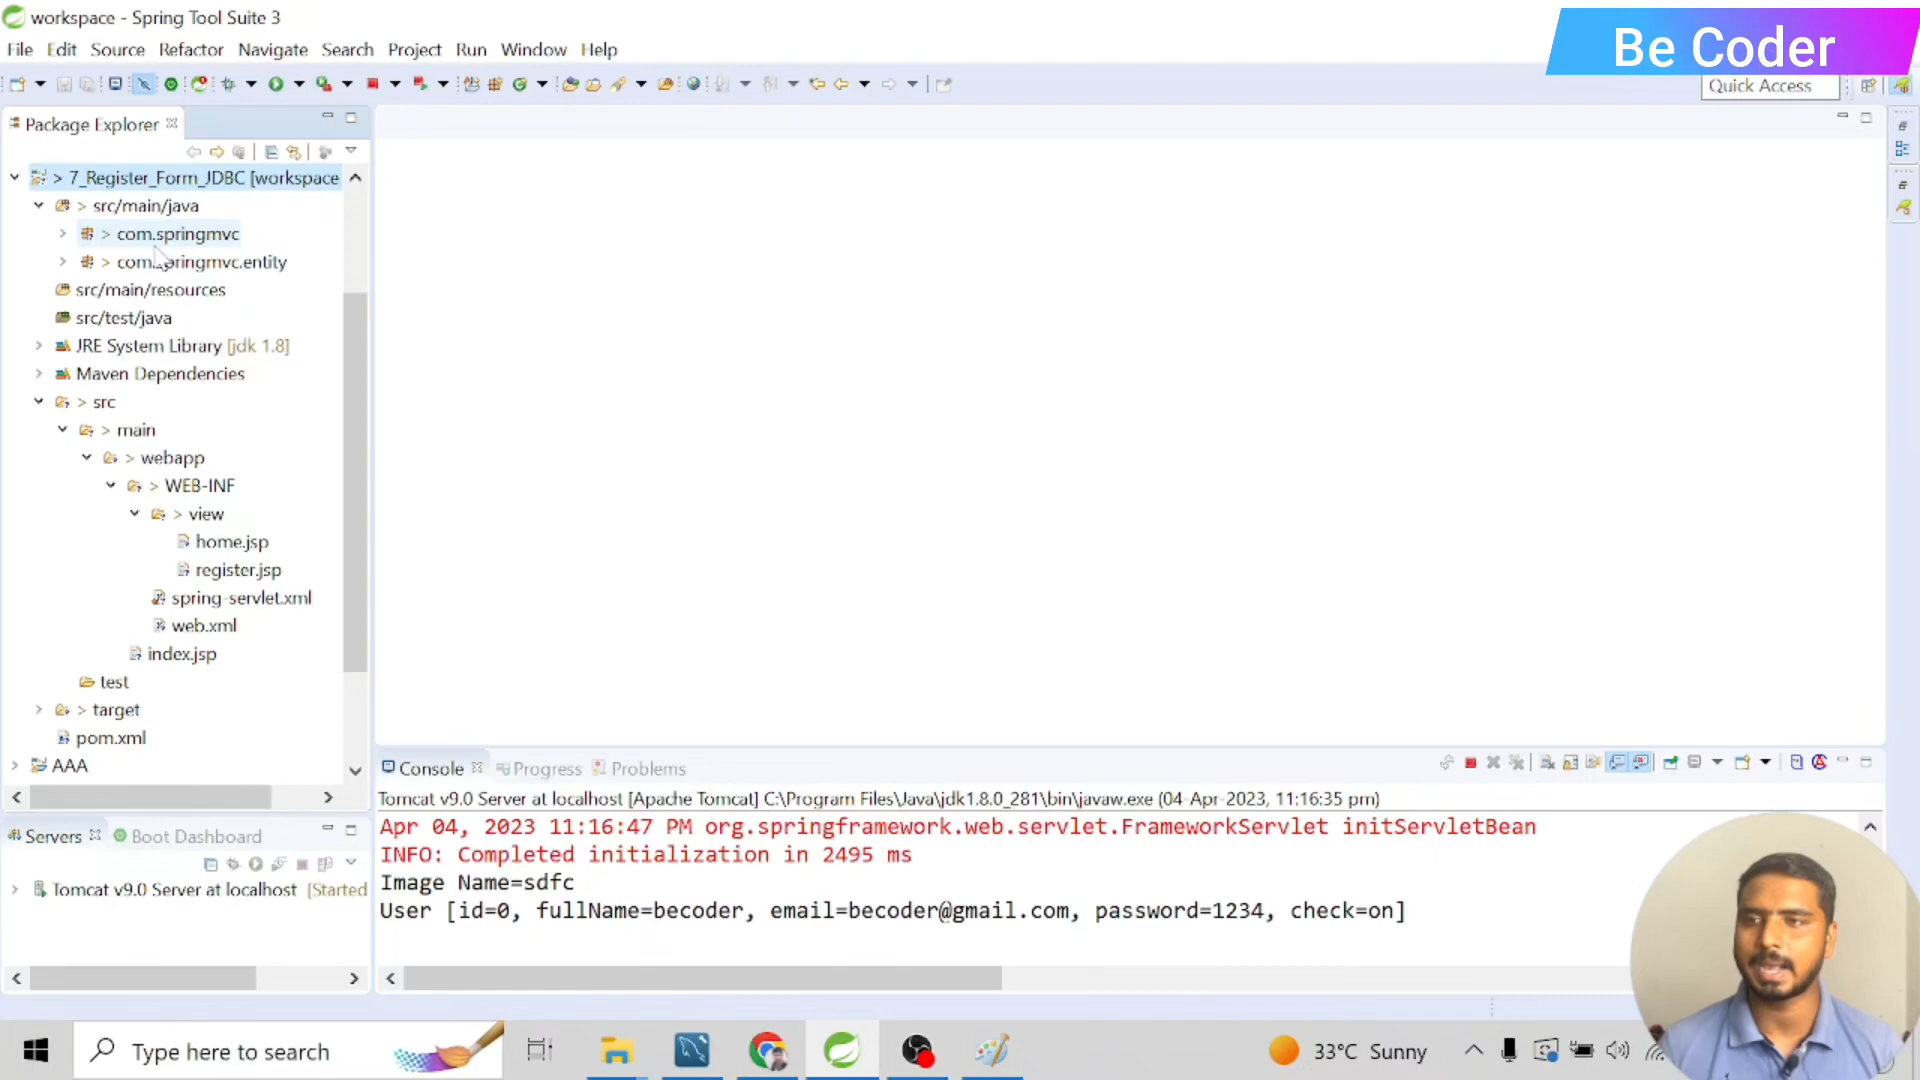 workspace - Spring Tool Suite 3
File Edit Source Refactor Navigate Search Project Run Window Help
Be Coder
Quick Access
Package Explorer
> 7_Register_Form_JDBC [workspace
> src/main/java
> com.springmvc
> com.springmvc.entity
src/main/resources
src/test/java
JRE System Library [jdk 1.8]
Maven Dependencies
> src
> main
> webapp
> WEB-INF
> view
home.jsp
register.jsp
spring-servlet.xml
web.xml
index.jsp
test
> target
pom.xml
AAA
Console Progress Problems
Tomcat v9.0 Server at localhost [Apache Tomcat] C:\Program Files\Java\jdk1.8.0_281\bin\javaw.exe (04-Apr-2023, 11:16:35 pm)
Apr 04, 2023 11:16:47 PM org.springframework.web.servlet.FrameworkServlet initServletBean
INFO: Completed initialization in 2495 ms
Image Name=sdfc
User [id=0, fullName=becoder, email=becoder@gmail.com, password=1234, check=on]
Servers Boot Dashboard
Tomcat v9.0 Server at localhost [Started
Type here to search
33°C Sunny